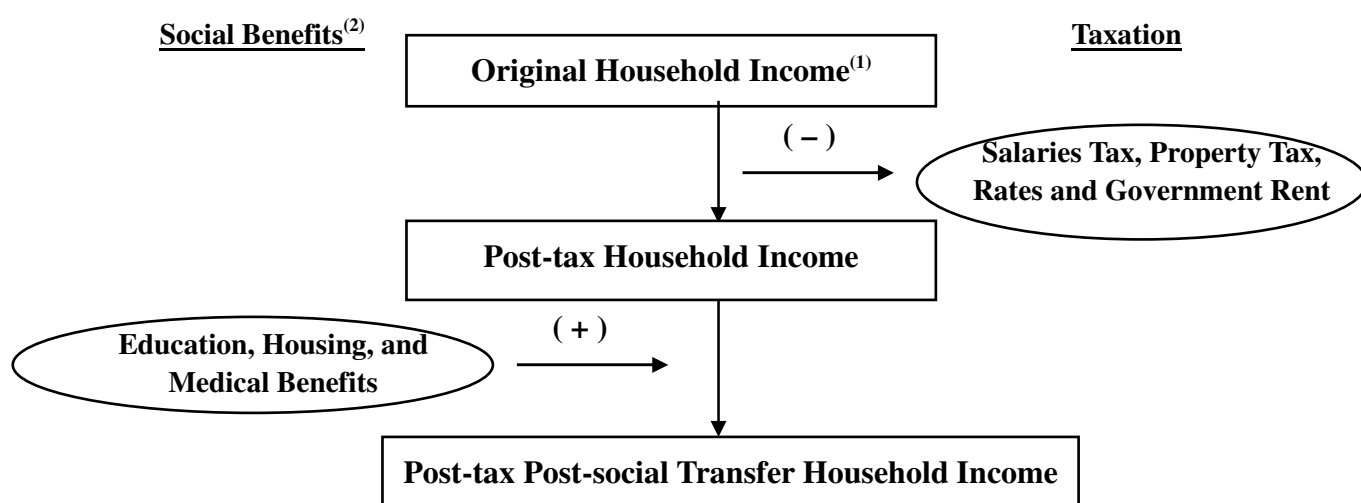 Social Benefits(2)
Original Household Income(1)
Taxation
( – )
Salaries Tax, Property Tax,
Rates and Government Rent
Post-tax Household Income
( + )
Education, Housing, and
Medical Benefits
Post-tax Post-social Transfer Household Income